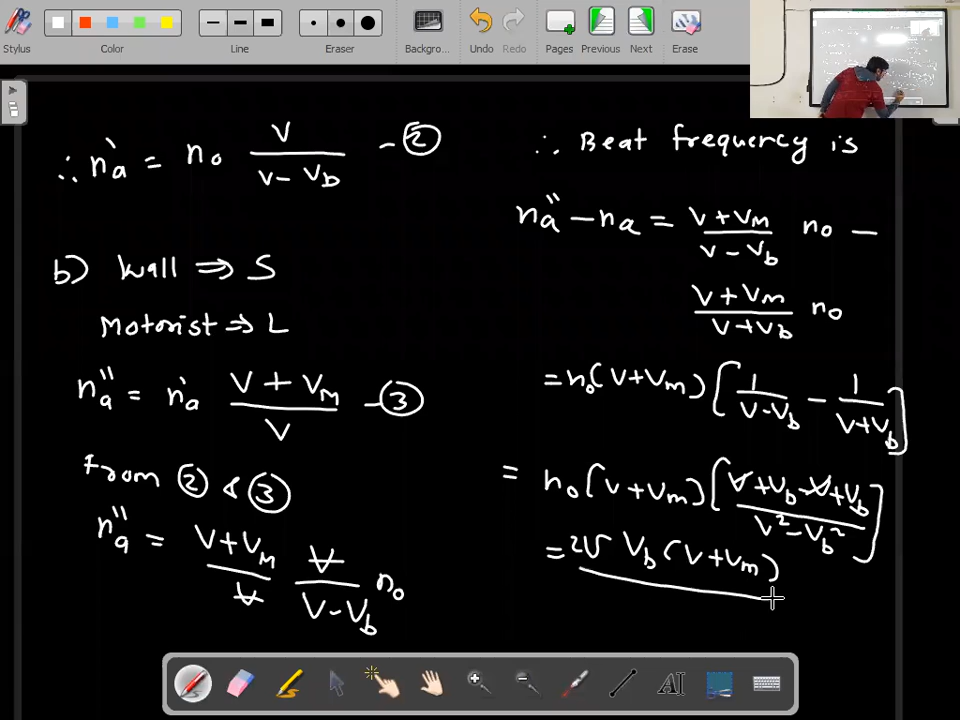 Stylus Color Line Eraser Backgro... Undo Redo Pages Previous Next Erase
∴ n'a = n0 V / (V - Vb) - ②
b) Wall ⇒ S
Motorist ⇒ L
n''a = n'a (V + VM) / V - ③
From ② & ③
n''a = (V + VM) / V V / (V - Vb) n0
∴ Beat frequency is
n''a - na = (V + VM) / (V - Vb) n0 -
(V + VM) / (V + Vb) n0
= n0 (V + Vm) [1 / (V - Vb) - 1 / (V + Vb)]
= n0 (V + Vm) [(V + Vb - V + Vb) / (V² - Vb²)]
= 2υ Vb (V + Vm)
AI